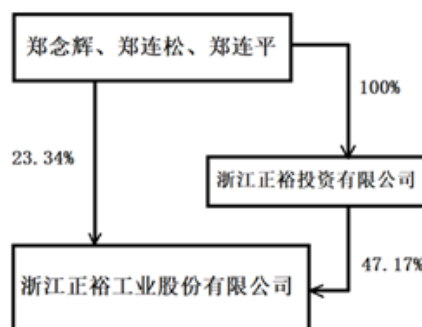 郑念辉、郑连松、郑连平
100%
23.34%
浙江正裕投资有限公司
47.17%
浙江正裕工业股份有限公司